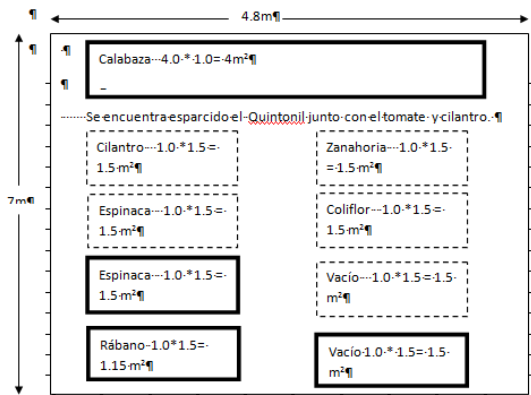 4.8m¶
¶
¶
¶
¶
7m¶
Calabaza···4.0·*·1.0=·4m²¶
Se·encuentra·esparcido·el··Quintonil·junto·con·el·tomate··y·cilantro.·¶
Cilantro···1.0·*1.5·=·
1.5·m²¶
Zanahoria···1.0·*1.5·
=·1.5·m²¶
Espinaca···1.0·*1.5·=·
1.5·m²¶
Coliflor···1.0·*1.5·=·
1.5·m²¶
Espinaca···1.0·*1.5·=·
1.5·m²¶
Vacío···1.0·*1.5·=·1.5·
m²¶
Rábano·-1.0*1.5=·
1.15·m²¶
Vacío·1.0·*·1.5=·1.5·
m²¶